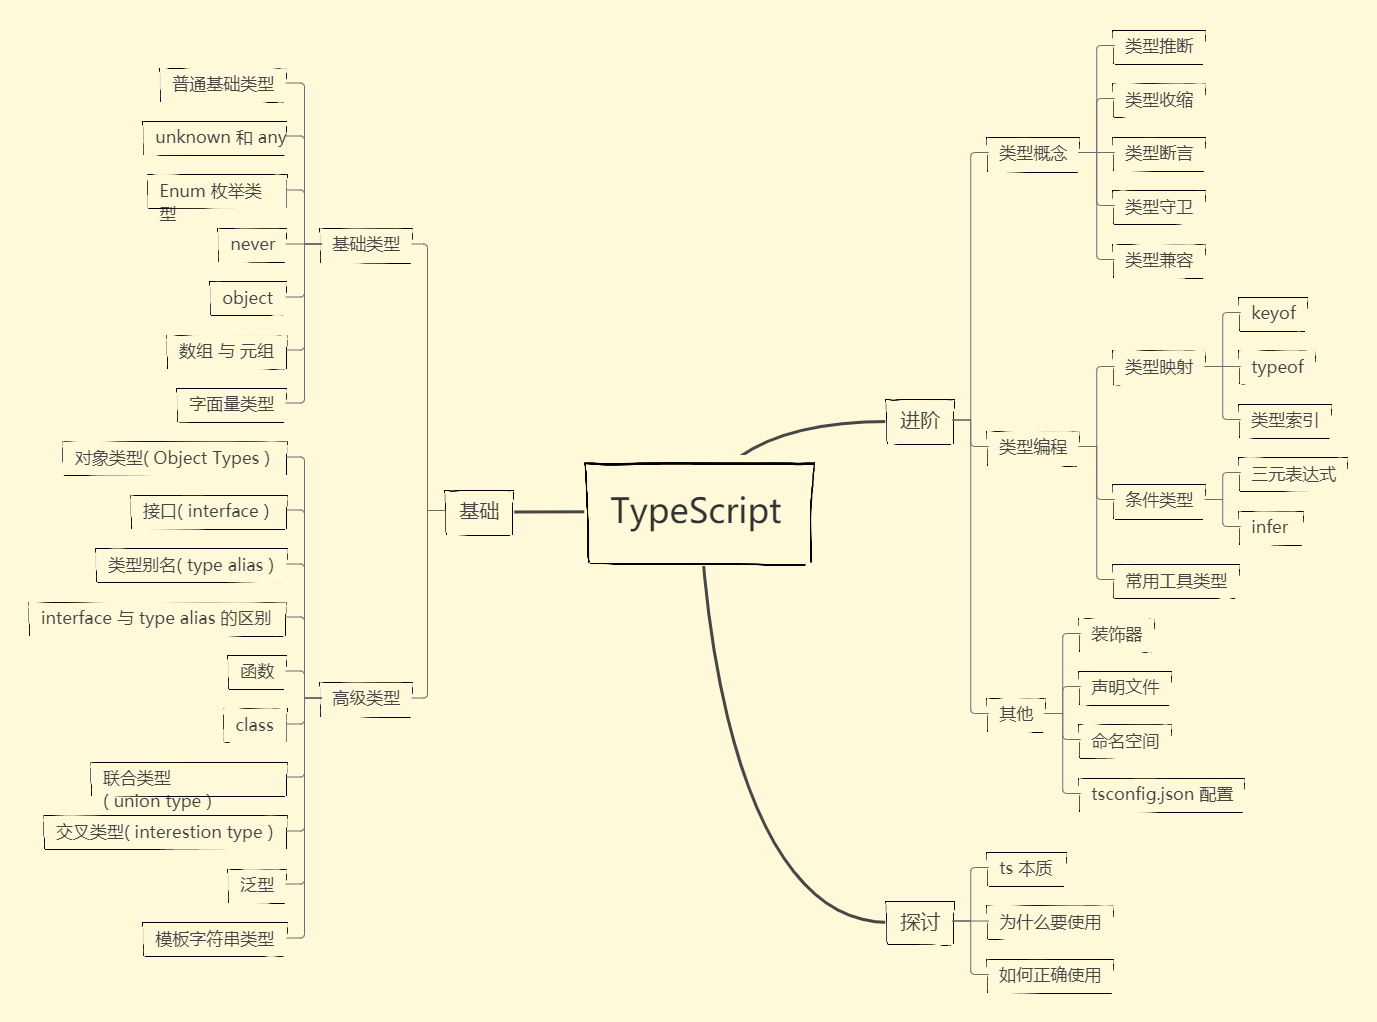 TypeScript
基础
基础类型
普通基础类型
unknown 和 any
Enum 枚举类
型
never
object
数组 与 元组
字面量类型
高级类型
对象类型( Object Types )
接口( interface )
类型别名( type alias )
interface 与 type alias 的区别
函数
class
联合类型
( union type )
交叉类型( interestion type )
泛型
模板字符串类型
进阶
类型概念
类型推断
类型收缩
类型断言
类型守卫
类型兼容
类型编程
类型映射
keyof
typeof
类型索引
条件类型
三元表达式
infer
常用工具类型
其他
装饰器
声明文件
命名空间
tsconfig.json 配置
探讨
ts 本质
为什么要使用
如何正确使用